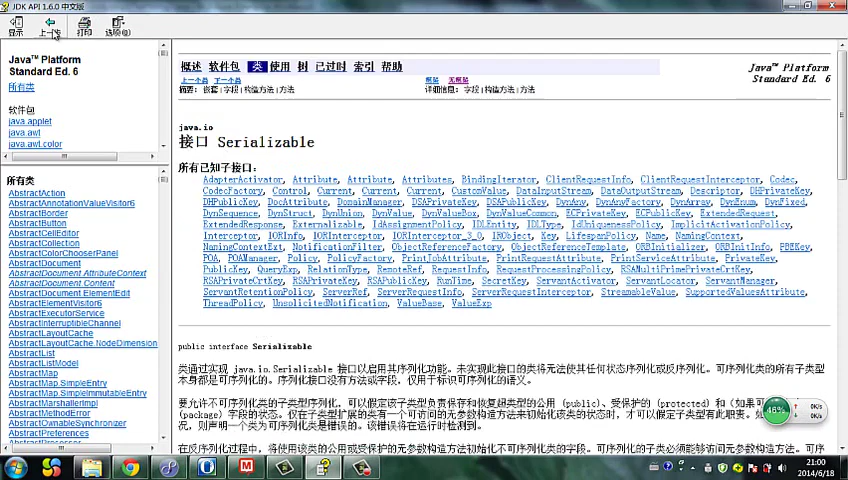 JDK API 1.6.0 中文版
显示 上一步 打印 选项(O)
Java™ Platform
Standard Ed. 6
所有类
软件包
java.applet
java.awt
java.awt.color
所有类
AbstractAction
AbstractAnnotationValueVisitor6
AbstractBorder
AbstractButton
AbstractCellEditor
AbstractCollection
AbstractColorChooserPanel
AbstractDocument
AbstractDocument.AttributeContext
AbstractDocument.Content
AbstractDocument.ElementEdit
AbstractElementVisitor6
AbstractExecutorService
AbstractInterruptibleChannel
AbstractLayoutCache
AbstractLayoutCache.NodeDimension
AbstractList
AbstractListModel
AbstractMap
AbstractMap.SimpleEntry
AbstractMap.SimpleImmutableEntry
AbstractMarshallerImpl
AbstractMethodError
AbstractOwnableSynchronizer
AbstractPreferences
概述 软件包 类 使用 树 已过时 索引 帮助
Java™ Platform
Standard Ed. 6
上一个类 下一个类
框架 无框架
摘要: 嵌套 | 字段 | 构造方法 | 方法
详细信息: 字段 | 构造方法 | 方法
java.io
接口 Serializable
所有已知子接口:
AdapterActivator, Attribute, Attribute, Attributes, BindingIterator, ClientRequestInfo, ClientRequestInterceptor, Codec,
CodecFactory, Control, Current, Current, Current, CustomValue, DataInputStream, DataOutputStream, Descriptor, DHPrivateKey,
DHPublicKey, DocAttribute, DomainManager, DSAPrivateKey, DSAPublicKey, DynAny, DynAnyFactory, DynArray, DynEnum, DynFixed,
DynSequence, DynStruct, DynUnion, DynValue, DynValueBox, DynValueCommon, ECPrivateKey, ECPublicKey, ExtendedRequest,
ExtendedResponse, Externalizable, IdAssignmentPolicy, IDLEntity, IDLType, IdUniquenessPolicy, ImplicitActivationPolicy,
Interceptor, IORInfo, IORInterceptor, IORInterceptor_3_0, IRObject, Key, LifespanPolicy, Name, NamingContext,
NamingContextExt, NotificationFilter, ObjectReferenceFactory, ObjectReferenceTemplate, ORBInitializer, ORBInitInfo, PBEKey,
POA, POAManager, Policy, PolicyFactory, PrintJobAttribute, PrintRequestAttribute, PrintServiceAttribute, PrivateKey,
PublicKey, QueryExp, RelationType, RemoteRef, RequestInfo, RequestProcessingPolicy, RSAMultiPrimePrivateCrtKey,
RSAPrivateCrtKey, RSAPrivateKey, RSAPublicKey, RunTime, SecretKey, ServantActivator, ServantLocator, ServantManager,
ServantRetentionPolicy, ServerRef, ServerRequestInfo, ServerRequestInterceptor, StreamableValue, SupportedValuesAttribute,
ThreadPolicy, UnsolicitedNotification, ValueBase, ValueExp
public interface Serializable
类通过实现 java.io.Serializable 接口以启用其序列化功能。未实现此接口的类将无法使其任何状态序列化或反序列化。可序列化类的所有子类型
本身都是可序列化的。序列化接口没有方法或字段，仅用于标识可序列化的语义。
要允许不可序列化类的子类型序列化，可以假定该子类型负责保存和恢复超类型的公用 (public)、受保护的 (protected) 和（如果可
(package) 字段的状态。仅在子类型扩展的类有一个可访问的无参数构造方法来初始化该类的状态时，才可以假定子类型有此职责。如
况，则声明一个类为可序列化类是错误的。该错误将在运行时检测到。
在反序列化过程中，将使用该类的公用或受保护的无参数构造方法初始化不可序列化类的字段。可序列化的子类必须能够访问无参数构造方法。可序
46%
0K/s
0K/s
21:00
2014/6/18